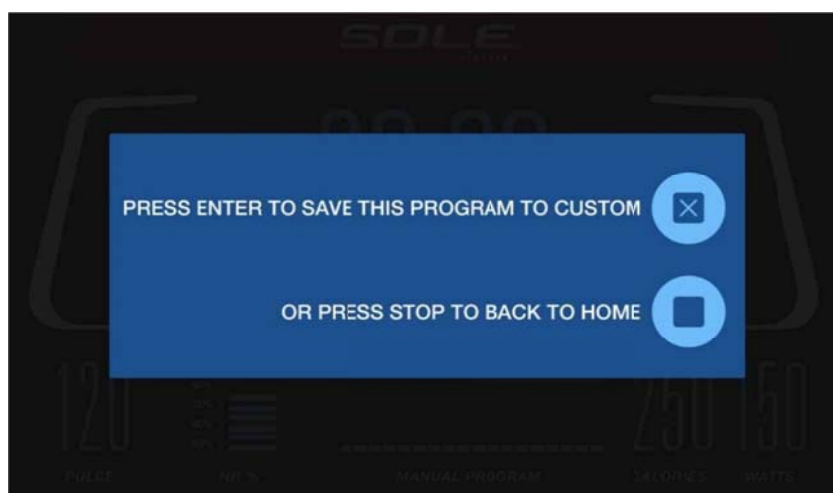 SOLE
PRESS ENTER TO SAVE THIS PROGRAM TO CUSTOM
OR PRESS STOP TO BACK TO HOME
120 250 150
PULSE HR % MANUAL PROGRAM CALORIES WATTS